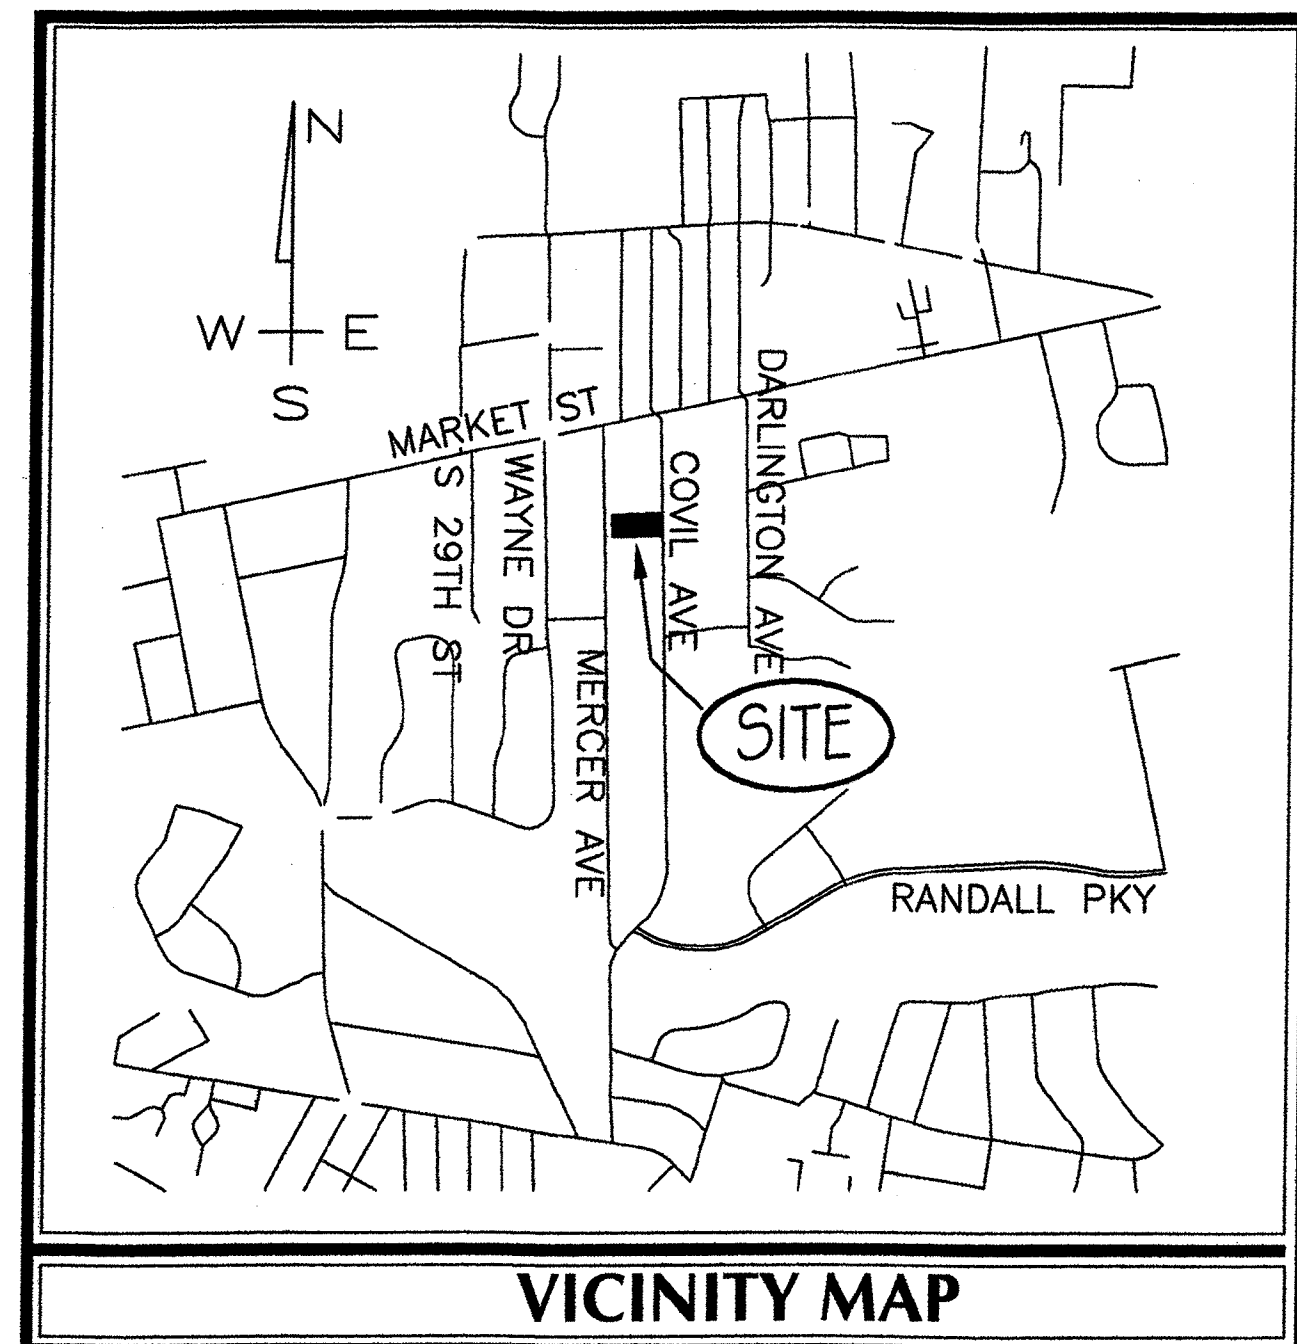 N
W E
S
MARKET ST
S 29TH ST
WAYNE DR
MERCER AVE
COVIL AVE
DARLINGTON AVE
SITE
RANDALL PKY
VICINITY MAP